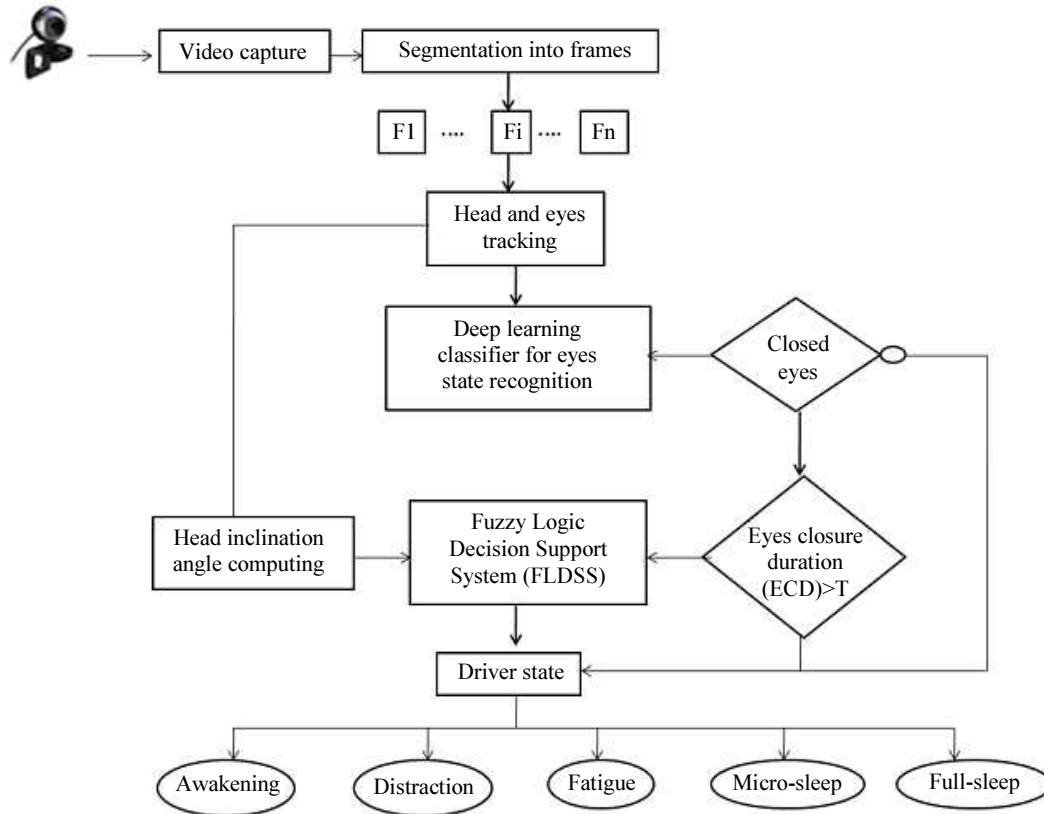 Video capture
Segmentation into frames
F1 .... Fi .... Fn
Head and eyes
tracking
Deep learning
classifier for eyes
state recognition
Closed
eyes
Head inclination
angle computing
Fuzzy Logic
Decision Support
System (FLDSS)
Eyes closure
duration
(ECD)>T
Driver state
Awakening
Distraction
Fatigue
Micro-sleep
Full-sleep